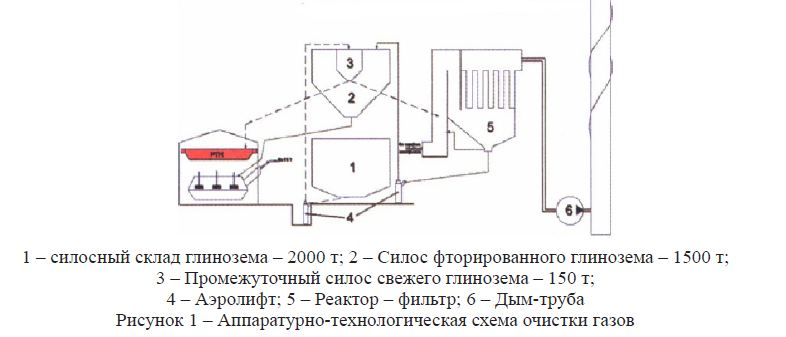 3
2
5
РТМ
1
4
6
1 – силосный склад глинозема – 2000 т; 2 – Силос фторированного глинозема – 1500 т;
3 – Промежуточный силос свежего глинозема – 150 т;
4 – Аэролифт; 5 – Реактор – фильтр; 6 – Дым-труба
Рисунок 1 – Аппаратурно-технологическая схема очистки газов